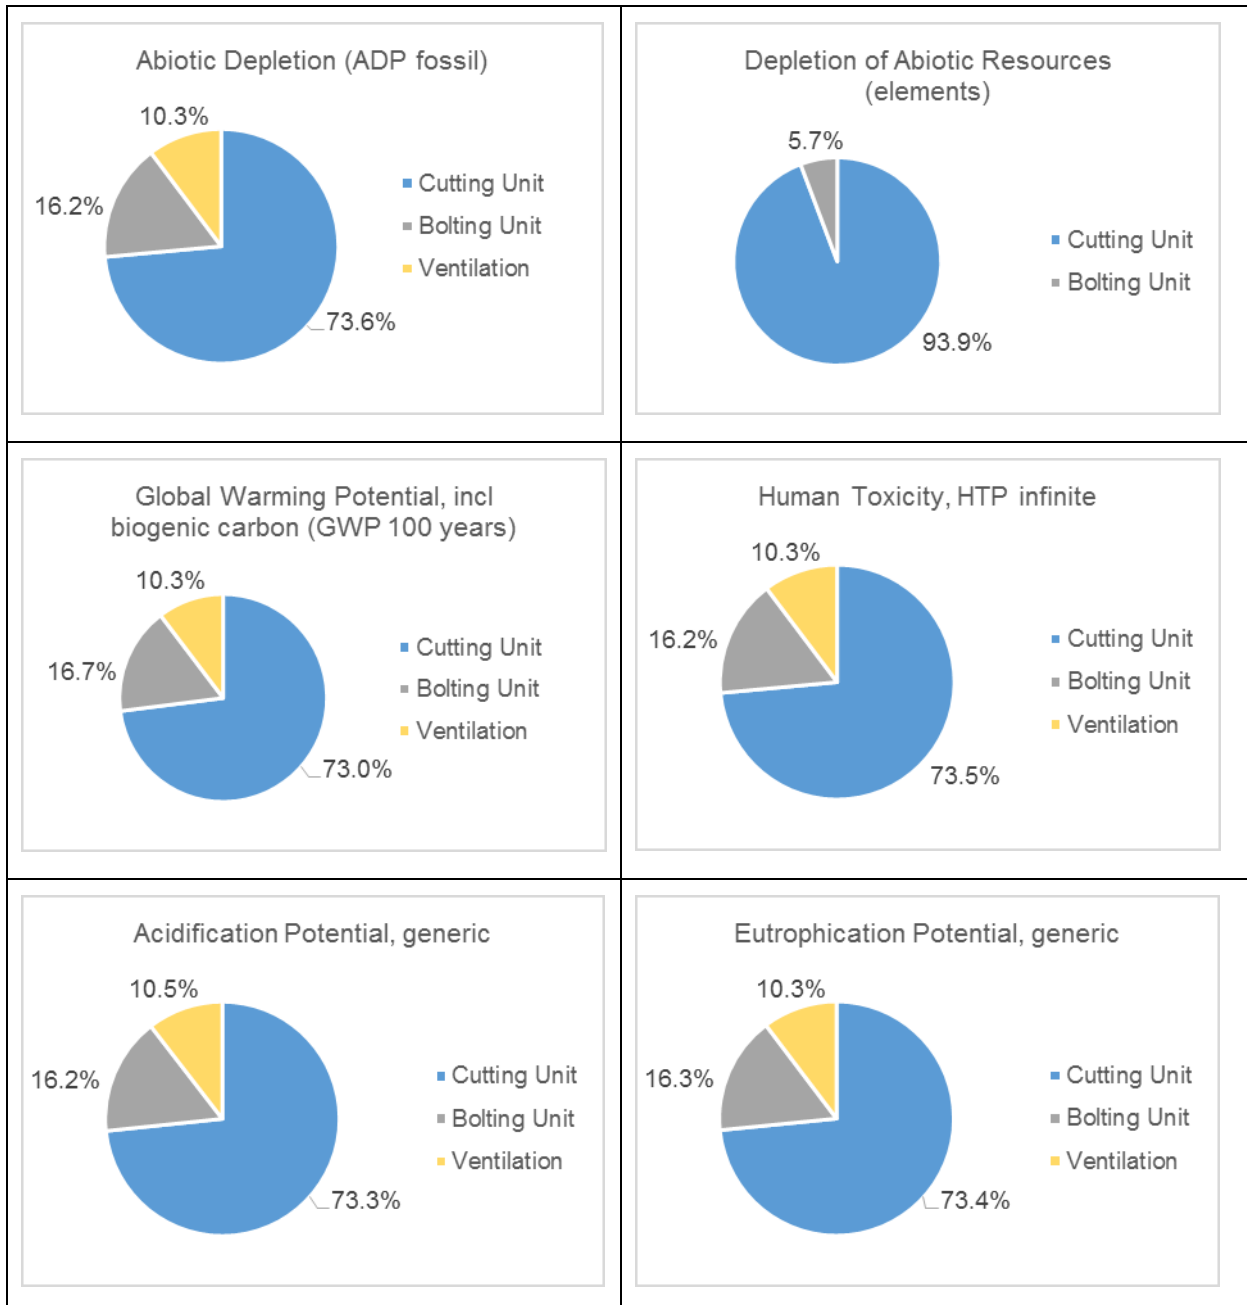 Abiotic Depletion (ADP fossil)
10.3%
16.2%
73.6%
Cutting Unit
Bolting Unit
Ventilation
Depletion of Abiotic Resources
(elements)
5.7%
93.9%
Cutting Unit
Bolting Unit
Global Warming Potential, incl
biogenic carbon (GWP 100 years)
10.3%
16.7%
73.0%
Cutting Unit
Bolting Unit
Ventilation
Human Toxicity, HTP infinite
10.3%
16.2%
73.5%
Cutting Unit
Bolting Unit
Ventilation
Acidification Potential, generic
10.5%
16.2%
73.3%
Cutting Unit
Bolting Unit
Ventilation
Eutrophication Potential, generic
10.3%
16.3%
73.4%
Cutting Unit
Bolting Unit
Ventilation